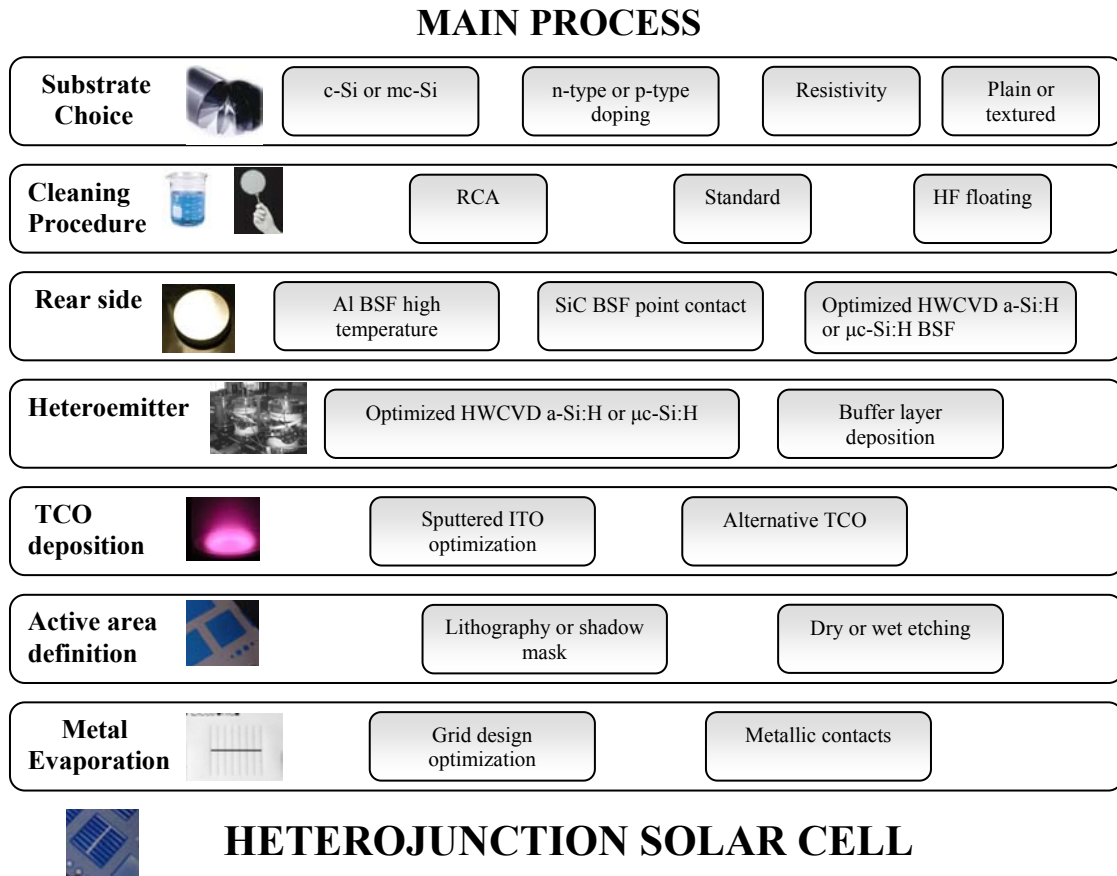 MAIN PROCESS
Substrate
Choice
c-Si or mc-Si
n-type or p-type
doping
Resistivity
Plain or
textured
Cleaning
Procedure
RCA
Standard
HF floating
Rear side
Al BSF high
temperature
SiC BSF point contact
Optimized HWCVD a-Si:H
or μc-Si:H BSF
Heteroemitter
Optimized HWCVD a-Si:H or μc-Si:H
Buffer layer
deposition
TCO
deposition
Sputtered ITO
optimization
Alternative TCO
Active area
definition
Lithography or shadow
mask
Dry or wet etching
Metal
Evaporation
Grid design
optimization
Metallic contacts
HETEROJUNCTION SOLAR CELL